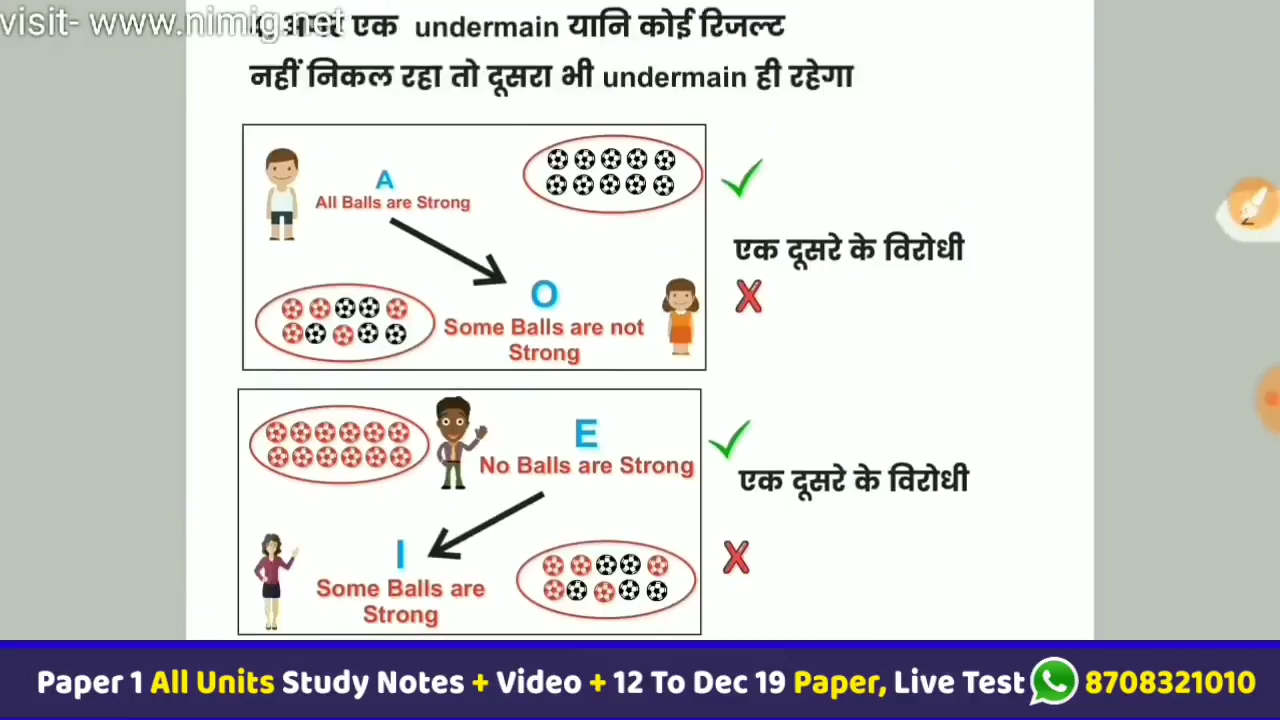 visit- www.nimig.net
एक undermain यानि कोई रिजल्ट
नहीं निकल रहा तो दूसरा भी undermain ही रहेगा
A
All Balls are Strong
एक दूसरे के विरोधी
O
Some Balls are not
Strong
E
No Balls are Strong
एक दूसरे के विरोधी
I
Some Balls are
Strong
Paper 1 All Units Study Notes + Video + 12 To Dec 19 Paper, Live Test 8708321010